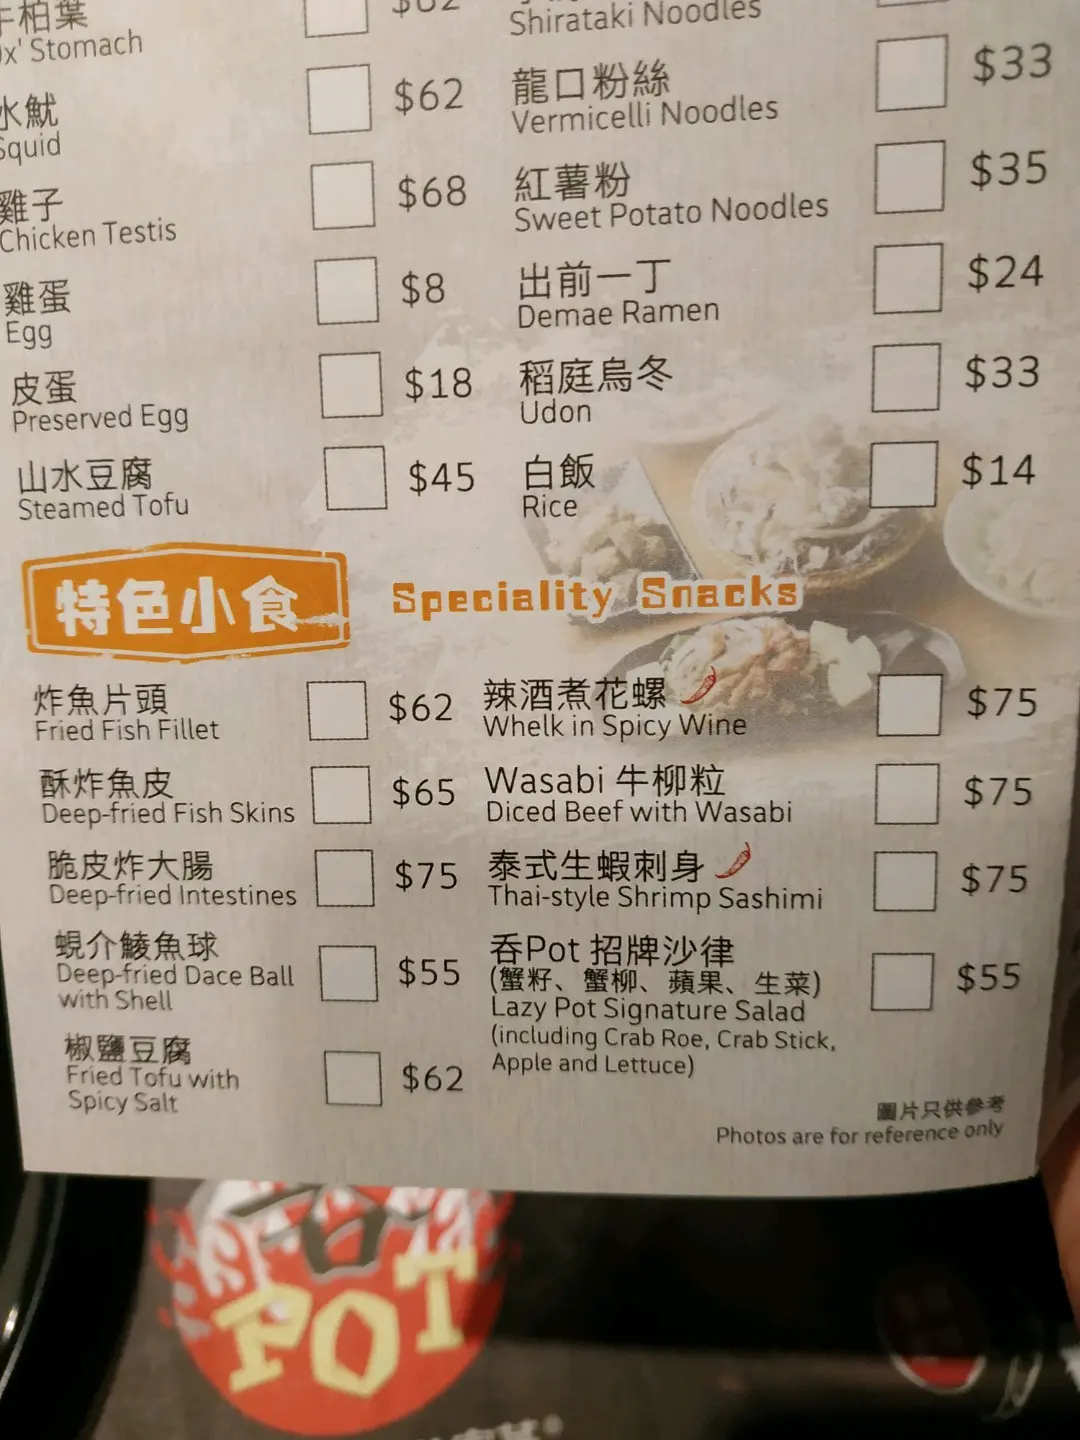 牛柏葉
Ox' Stomach
水魷
Squid
$62
雞子
Chicken Testis
$68
雞蛋
Egg
$8
皮蛋
Preserved Egg
$18
山水豆腐
Steamed Tofu
$45
Shirataki Noodles
龍口粉絲
Vermicelli Noodles
$33
紅薯粉
Sweet Potato Noodles
$35
出前一丁
Demae Ramen
$24
稻庭烏冬
Udon
$33
白飯
Rice
$14
特色小食
Speciality Snacks
炸魚片頭
Fried Fish Fillet
$62
酥炸魚皮
Deep-fried Fish Skins
$65
脆皮炸大腸
Deep-fried Intestines
$75
蜆介鯪魚球
Deep-fried Dace Ball
with Shell
$55
椒鹽豆腐
Fried Tofu with
Spicy Salt
$62
辣酒煮花螺
Whelk in Spicy Wine
$75
Wasabi 牛柳粒
Diced Beef with Wasabi
$75
泰式生蝦刺身
Thai-style Shrimp Sashimi
$75
吞Pot 招牌沙律
(蟹籽、蟹柳、蘋果、生菜)
Lazy Pot Signature Salad
(including Crab Roe, Crab Stick,
Apple and Lettuce)
$55
圖片只供參考
Photos are for reference only
吞
POT